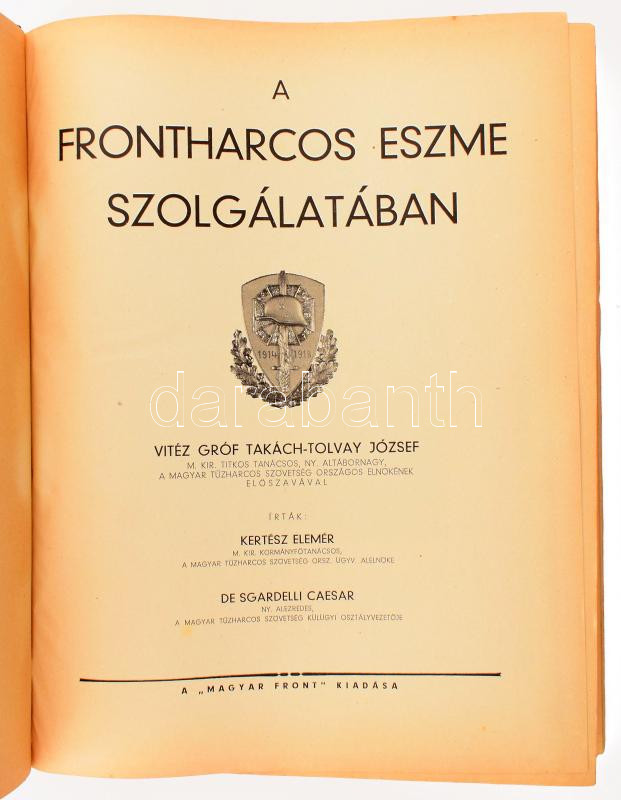 A
FRONTHARCOS ESZME
SZOLGÁLATÁBAN
1914 1918
darabanth
VITÉZ GRÓF TAKÁCH-TOLVAY JÓZSEF
M. KIR. TITKOS TANÁCSOS, NY. ALTÁBORNAGY,
A MAGYAR TŰZHARCOS SZÖVETSÉG ORSZÁGOS ELNÖKÉNEK
ELŐSZAVÁVAL
ÍRTÁK:
KERTÉSZ ELEMÉR
M. KIR. KORMÁNYFŐTANÁCSOS,
A MAGYAR TŰZHARCOS SZÖVETSÉG ORSZ. ÜGYV. ALELNÖKE
DE SGARDELLI CAESAR
NY. ALEZREDES,
A MAGYAR TŰZHARCOS SZÖVETSÉG KÜLÜGYI OSZTÁLYVEZETŐJE
A „MAGYAR FRONT" KIADÁSA